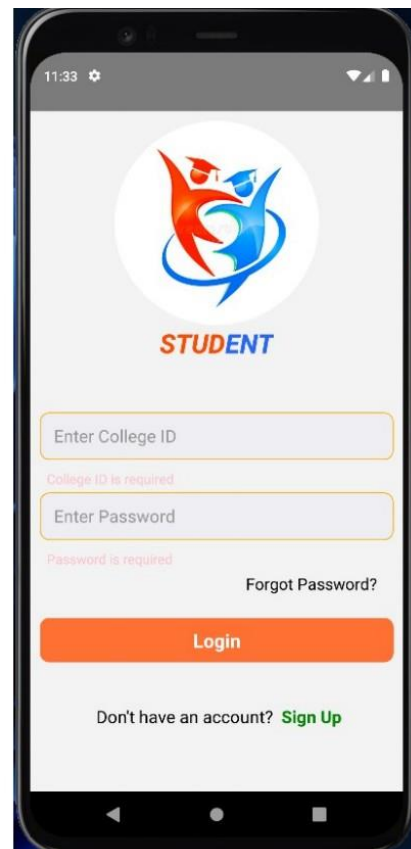 11:33
STUDENT
Enter College ID
College ID is required
Enter Password
Password is required
Forgot Password?
Login
Don't have an account? Sign Up